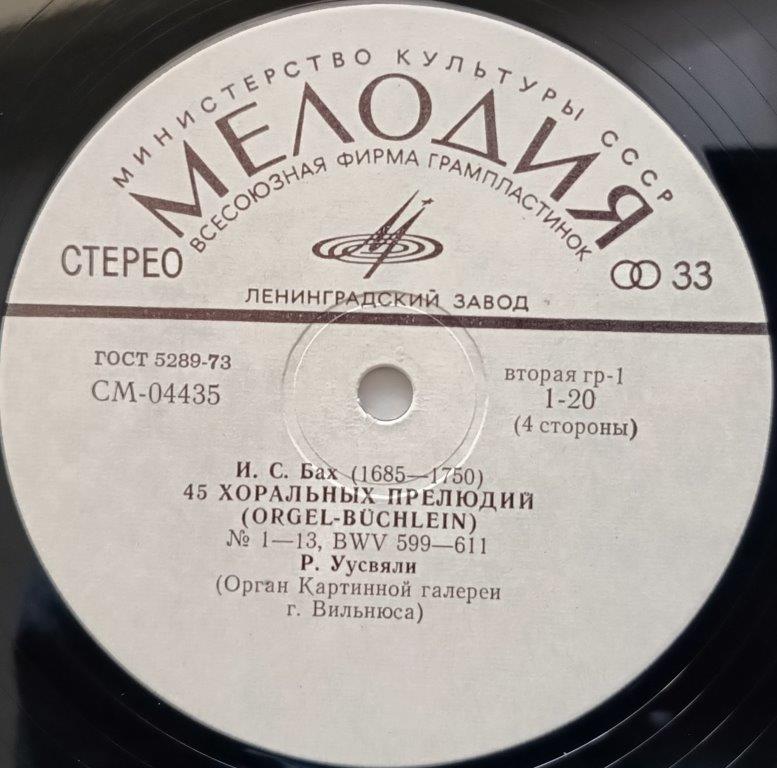 МИНИСТЕРСТВО КУЛЬТУРЫ СССР
МЕЛОДИЯ
ВСЕСОЮЗНАЯ ФИРМА ГРАМПЛАСТИНОК
СТЕРЕО
33
ЛЕНИНГРАДСКИЙ ЗАВОД
ГОСТ 5289-73
СМ-04435
вторая гр-1
1-20
(4 стороны)
И. С. Бах (1685—1750)
45 ХОРАЛЬНЫХ ПРЕЛЮДИЙ
(ORGEL-BÜCHLEIN)
№ 1—13, BWV 599—611
Р. Уусвяли
(Орган Картинной галереи
г. Вильнюса)